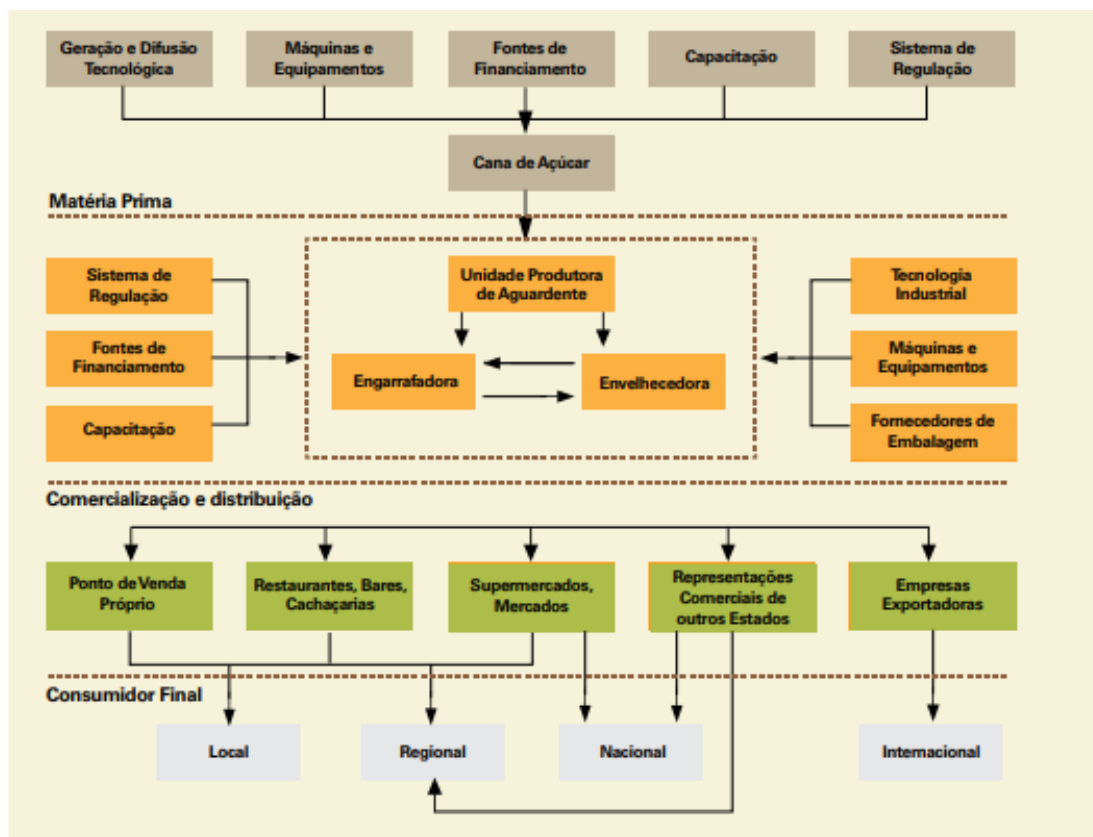 Geração e Difusão
Tecnológica
Máquinas e
Equipamentos
Fontes de
Financiamento
Capacitação
Sistema de
Regulação
Cana de Açúcar
Matéria Prima
Sistema de
Regulação
Fontes de
Financiamento
Capacitação
Unidade Produtora
de Aguardente
Engarrafadora
Envelhecedora
Tecnologia
Industrial
Máquinas e
Equipamentos
Fornecedores de
Embalagem
Comercialização e distribuição
Ponto de Venda
Próprio
Restaurantes, Bares,
Cachaçarias
Supermercados,
Mercados
Representações
Comerciais de
outros Estados
Empresas
Exportadoras
Consumidor Final
Local
Regional
Nacional
Internacional